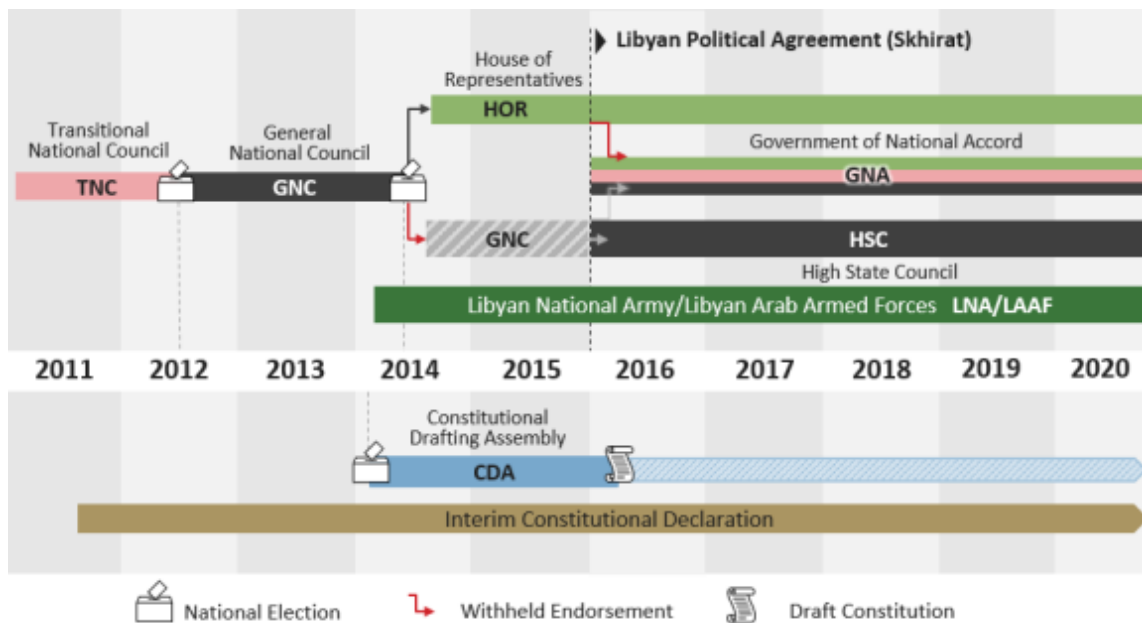 Libyan Political Agreement (Skhirat)
House of
Representatives
HOR
Transitional
National Council
General
National Council
Government of National Accord
TNC
GNC
GNA
GNC
HSC
High State Council
Libyan National Army/Libyan Arab Armed Forces LNA/LAAF
2011 2012 2013 2014 2015 2016 2017 2018 2019 2020
Constitutional
Drafting Assembly
CDA
Interim Constitutional Declaration
National Election
Withheld Endorsement
Draft Constitution